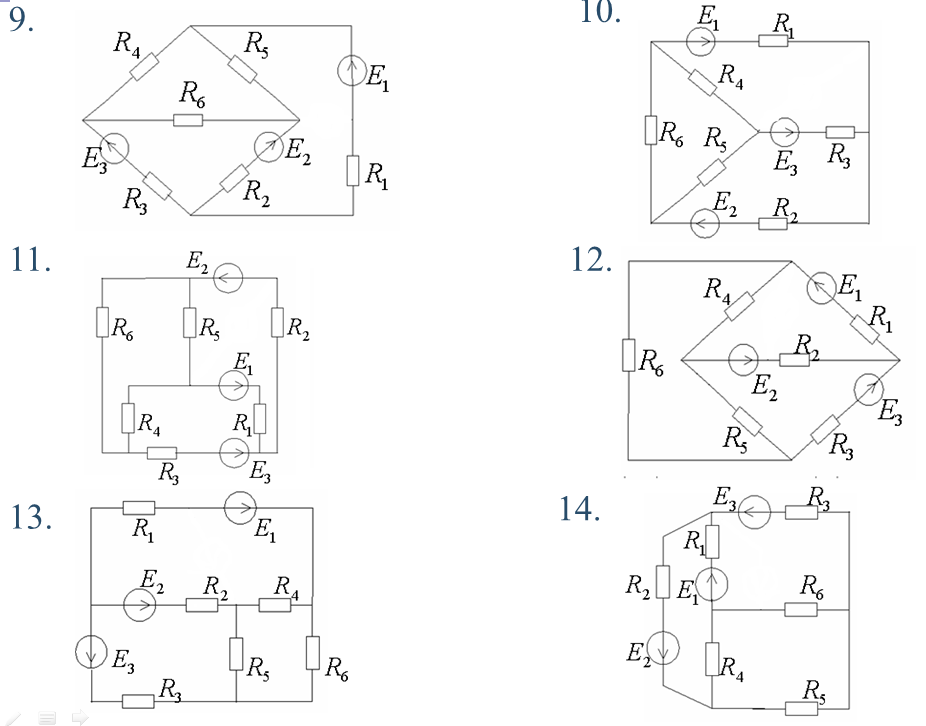 9.
R4
R5
R6
E1
E3
E2
R3
R2
R1
10.
E1
R1
R4
R6
R5
E3
R3
E2
R2
11.
E2
R6
R5
R2
E1
R4
R1
R3
E3
12.
R4
E1
R1
R6
R2
E2
E3
R5
R3
13.
R1
E1
E2
R2
R4
E3
R5
R6
R3
14.
E3
R3
R1
R2
E1
R6
E2
R4
R5